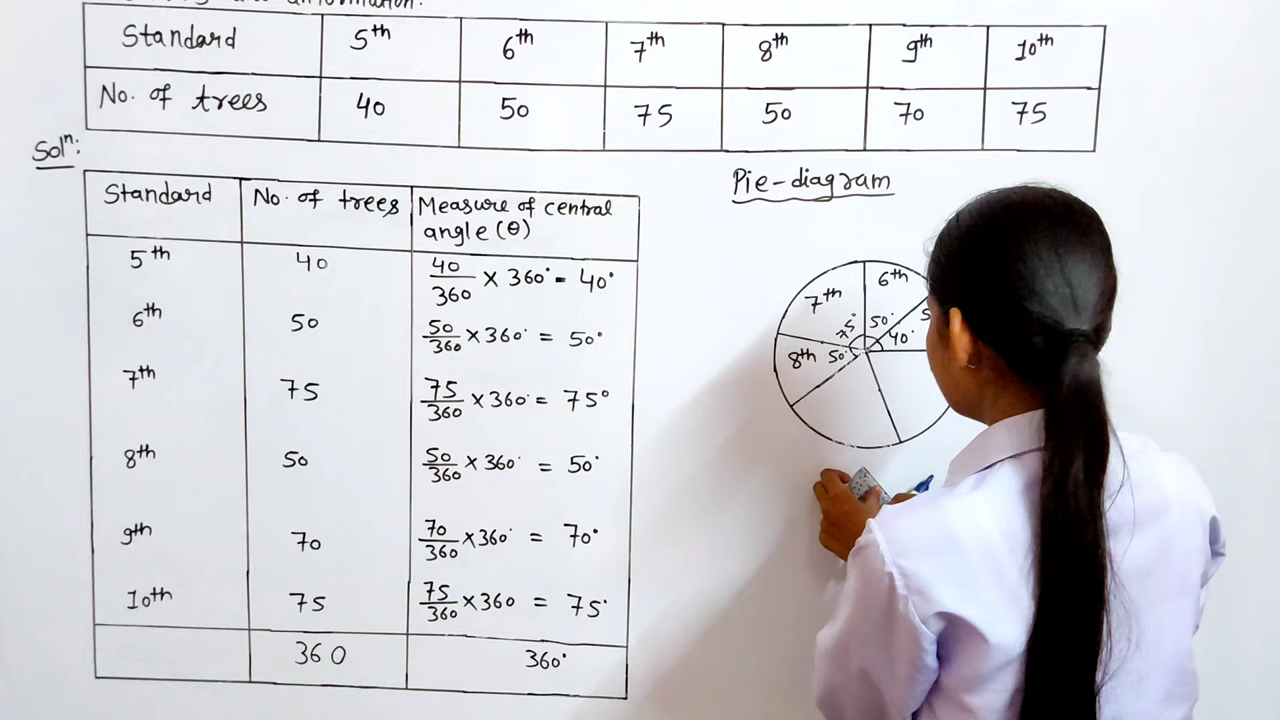 Standard 5th 6th 7th 8th 9th 10th
No. of trees 40 50 75 50 70 75
Solⁿ:
Standard No. of trees Measure of central angle (θ)
5th 40 40/360 × 360° = 40°
6th 50 50/360 × 360° = 50°
7th 75 75/360 × 360° = 75°
8th 50 50/360 × 360° = 50°
9th 70 70/360 × 360° = 70°
10th 75 75/360 × 360 = 75°
360 360°
Pie-diagram
6th
7th
75° 50° 40°
8th 50°